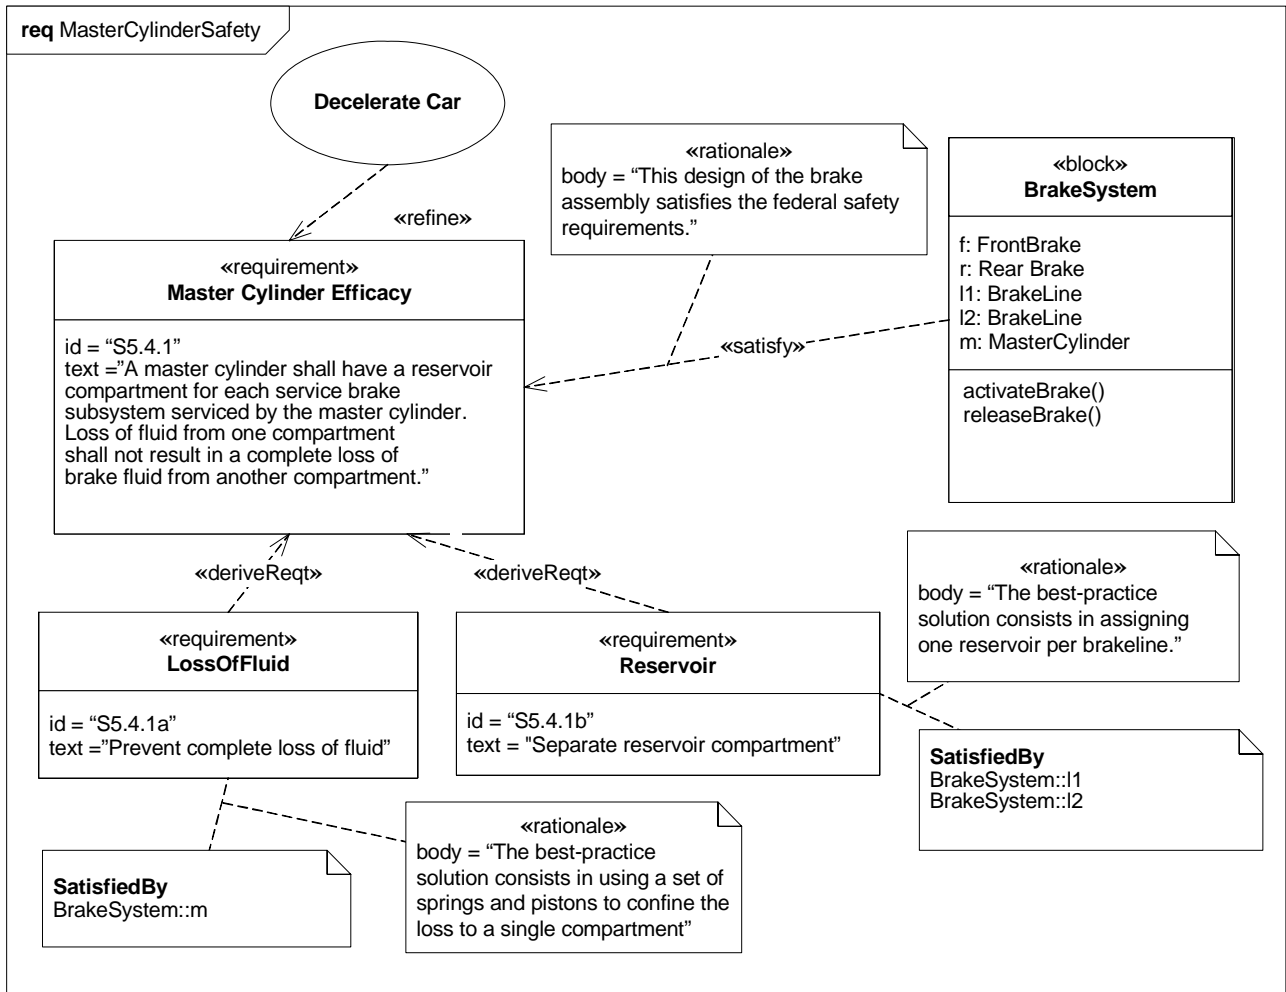 req MasterCylinderSafety
Decelerate Car
«refine»
«rationale»
body = “This design of the brake
assembly satisfies the federal safety
requirements.”
«block»
BrakeSystem
f: FrontBrake
r: Rear Brake
l1: BrakeLine
l2: BrakeLine
m: MasterCylinder
activateBrake()
releaseBrake()
«satisfy»
«requirement»
Master Cylinder Efficacy
id = “S5.4.1”
text =”A master cylinder shall have a reservoir
compartment for each service brake
subsystem serviced by the master cylinder.
Loss of fluid from one compartment
shall not result in a complete loss of
brake fluid from another compartment.”
«deriveReqt»
«deriveReqt»
«requirement»
LossOfFluid
id = “S5.4.1a”
text =”Prevent complete loss of fluid”
«requirement»
Reservoir
id = “S5.4.1b”
text = "Separate reservoir compartment”
«rationale»
body = “The best-practice
solution consists in assigning
one reservoir per brakeline.”
SatisfiedBy
BrakeSystem::l1
BrakeSystem::l2
SatisfiedBy
BrakeSystem::m
«rationale»
body = “The best-practice
solution consists in using a set of
springs and pistons to confine the
loss to a single compartment”